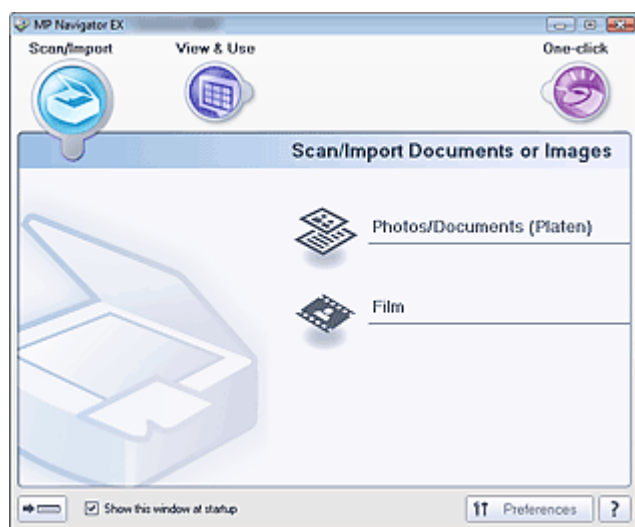 MP Navigator EX
Scan/Import
View & Use
One-click
Scan/Import Documents or Images
Photos/Documents (Platen)
Film
Show this window at startup
Preferences
?